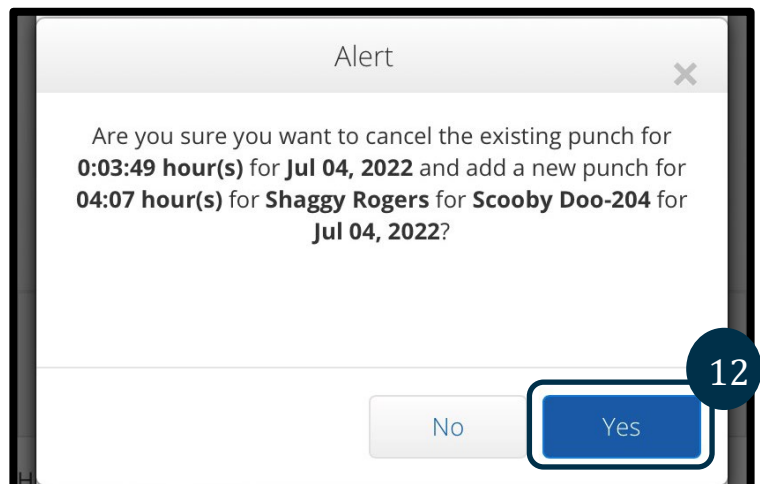 Alert
×
Are you sure you want to cancel the existing punch for
0:03:49 hour(s) for Jul 04, 2022 and add a new punch for
04:07 hour(s) for Shaggy Rogers for Scooby Doo-204 for
Jul 04, 2022?
12
No
Yes